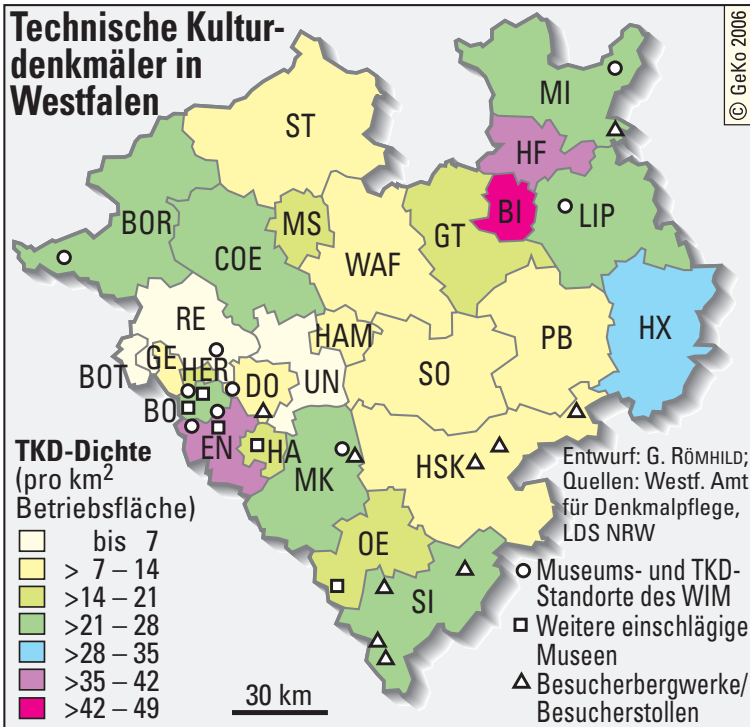 Technische Kultur-
denkmäler in
Westfalen
© GeKo 2006
MI
ST
HF
BI
LIP
MS
GT
BOR
COE
WAF
RE
HAM
PB
HX
GE
HER
BOT
DO
UN
SO
BO
EN
HA
MK
HSK
OE
SI
TKD-Dichte
(pro km²
Betriebsfläche)
bis 7
> 7 – 14
>14 – 21
>21 – 28
>28 – 35
>35 – 42
>42 – 49
30 km
Entwurf: G. RÖMHILD;
Quellen: Westf. Amt
für Denkmalpflege,
LDS NRW
Museums- und TKD-
Standorte des WIM
Weitere einschlägige
Museen
Besucherbergwerke/
Besucherstollen